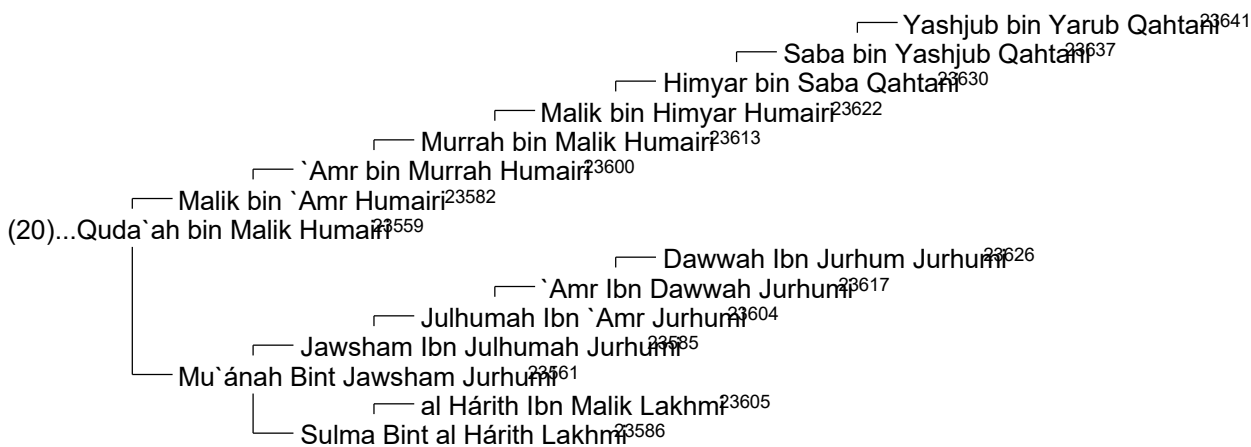 Yashjub bin Yarub Qahtani23641
Saba bin Yashjub Qahtani23637
Himyar bin Saba Qahtani23630
Malik bin Himyar Humairi23622
Murrah bin Malik Humairi23613
`Amr bin Murrah Humairi23600
Malik bin `Amr Humairi23582
(20)...Quda`ah bin Malik Humairi23559
Dawwah Ibn Jurhum Jurhumi23626
`Amr Ibn Dawwah Jurhumi23617
Julhumah Ibn `Amr Jurhumi23604
Jawsham Ibn Julhumah Jurhumi23585
Mu`ánah Bint Jawsham Jurhumi23561
al Hárith Ibn Malik Lakhmi23605
Sulma Bint al Hárith Lakhmi23586